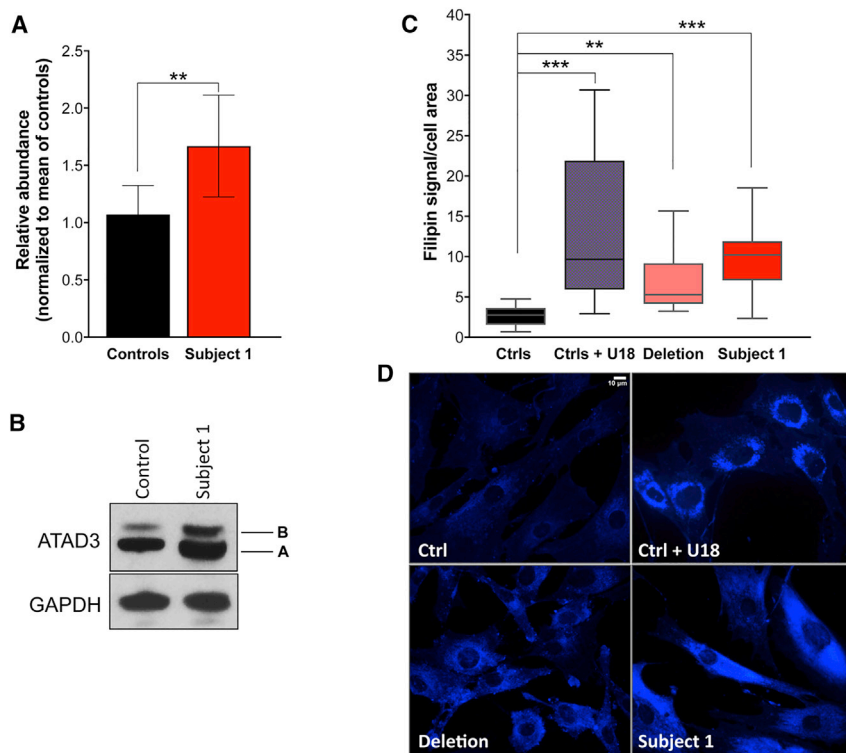 A
Relative abundance
(normalized to mean of controls)
2.5
2.0
1.5
1.0
0.5
0.0
**
Controls Subject 1
B
Control
Subject 1
ATAD3
B
A
GAPDH
C
Filipin signal/cell area
40
35
30
25
20
15
10
5
0
***
**
***
Ctrls Ctrls + U18 Deletion Subject 1
D
10 µm
Ctrl
Ctrl + U18
Deletion
Subject 1